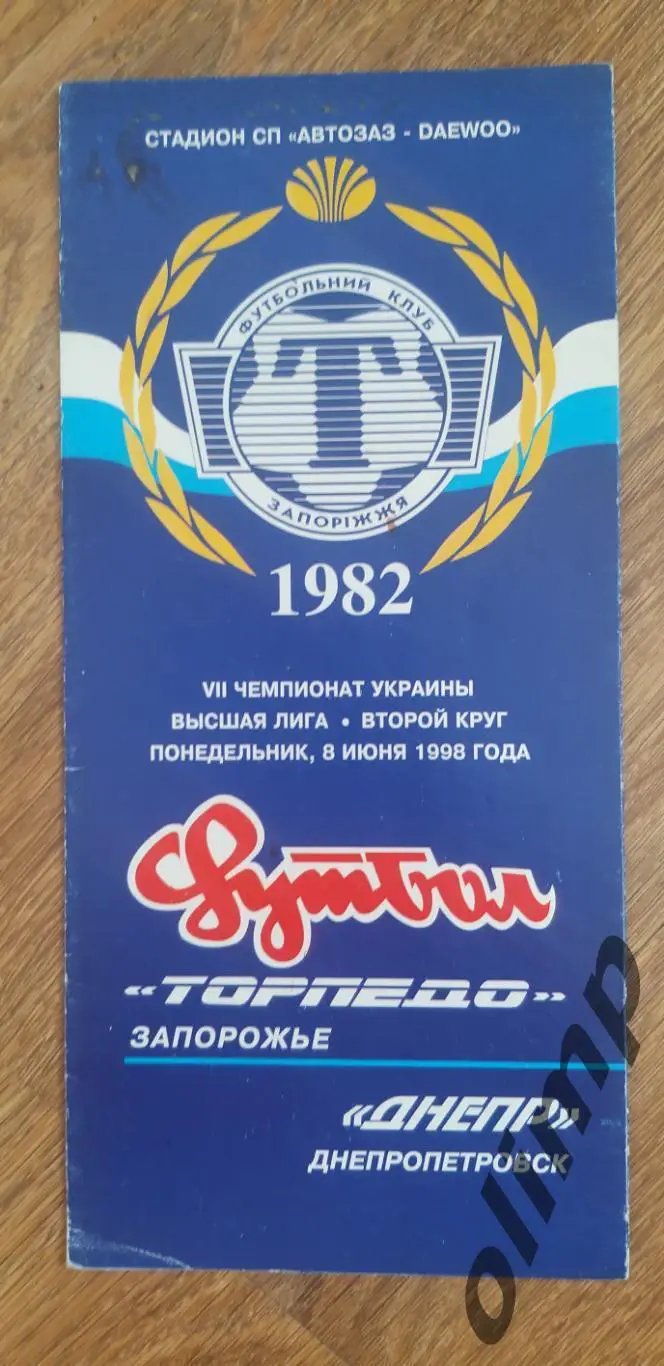 СТАДИОН СП «АВТОЗАЗ - DAEWOO»
ФУТБОЛЬНИЙ КЛУБ
Т
ЗАПОРІЖЖЯ
1982
VII ЧЕМПИОНАТ УКРАИНЫ
ВЫСШАЯ ЛИГА • ВТОРОЙ КРУГ
ПОНЕДЕЛЬНИК, 8 ИЮНЯ 1998 ГОДА
Футбол
«ТОРПЕДО»
ЗАПОРОЖЬЕ
«ДНЕПР»
ДНЕПРОПЕТРОВСК
olimp